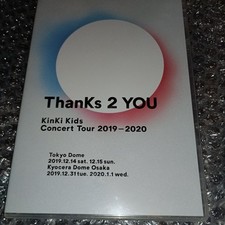 ThanKs 2 YOU
KinKi Kids
Concert Tour 2019-2020
Tokyo Dome
2019.12.14 sat. 12.15 sun.
Kyocera Dome Osaka
2019.12.31 tue. 2020.1.1 wed.